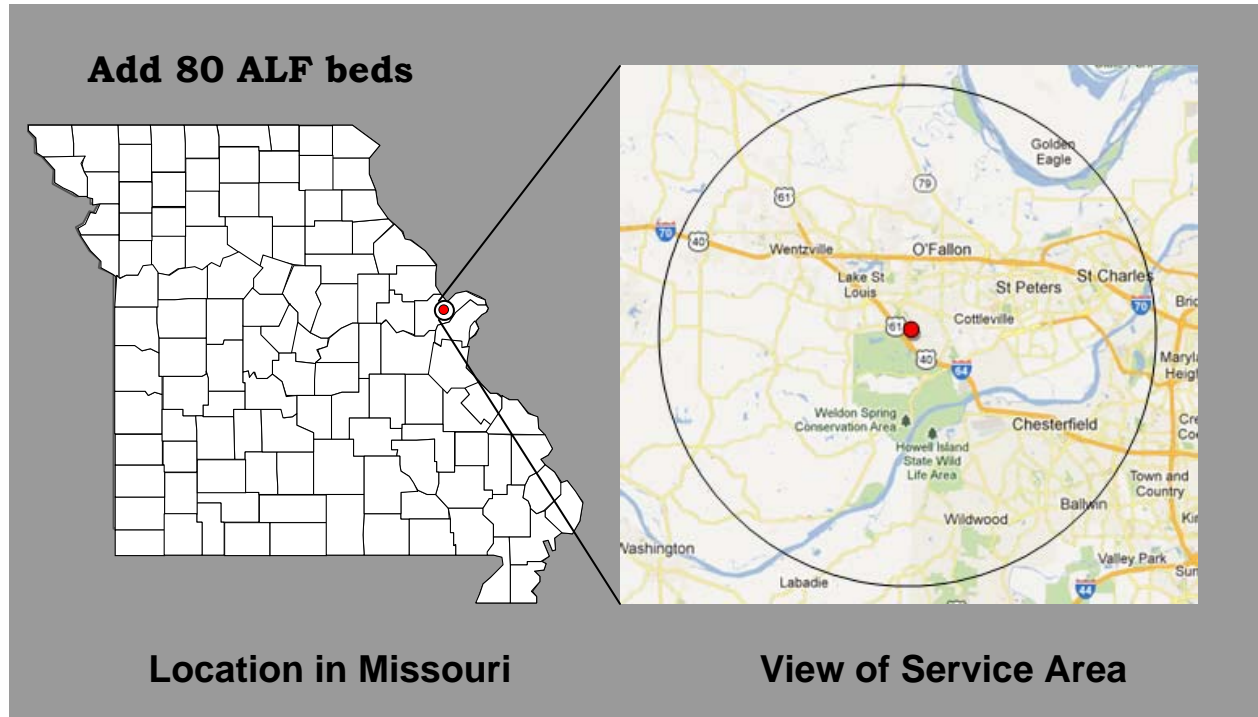 Add 80 ALF beds
Golden
Eagle
79
61
70
40
Wentzville
O'Fallon
Lake St
Louis
St Peters
St Charles
70
61
Cottleville
40
64
Weldon Spring
Conservation Area
Chesterfield
Howell Island
State Wild
Life Area
Town and
Country
Ballwin
Wildwood
Washington
Valley Park
Labadie
44
Location in Missouri
View of Service Area